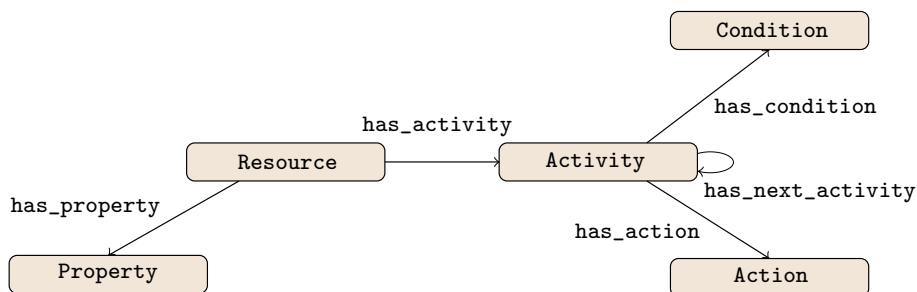 Condition
has_condition
has_activity
Resource
Activity
has_next_activity
has_property
has_action
Property
Action